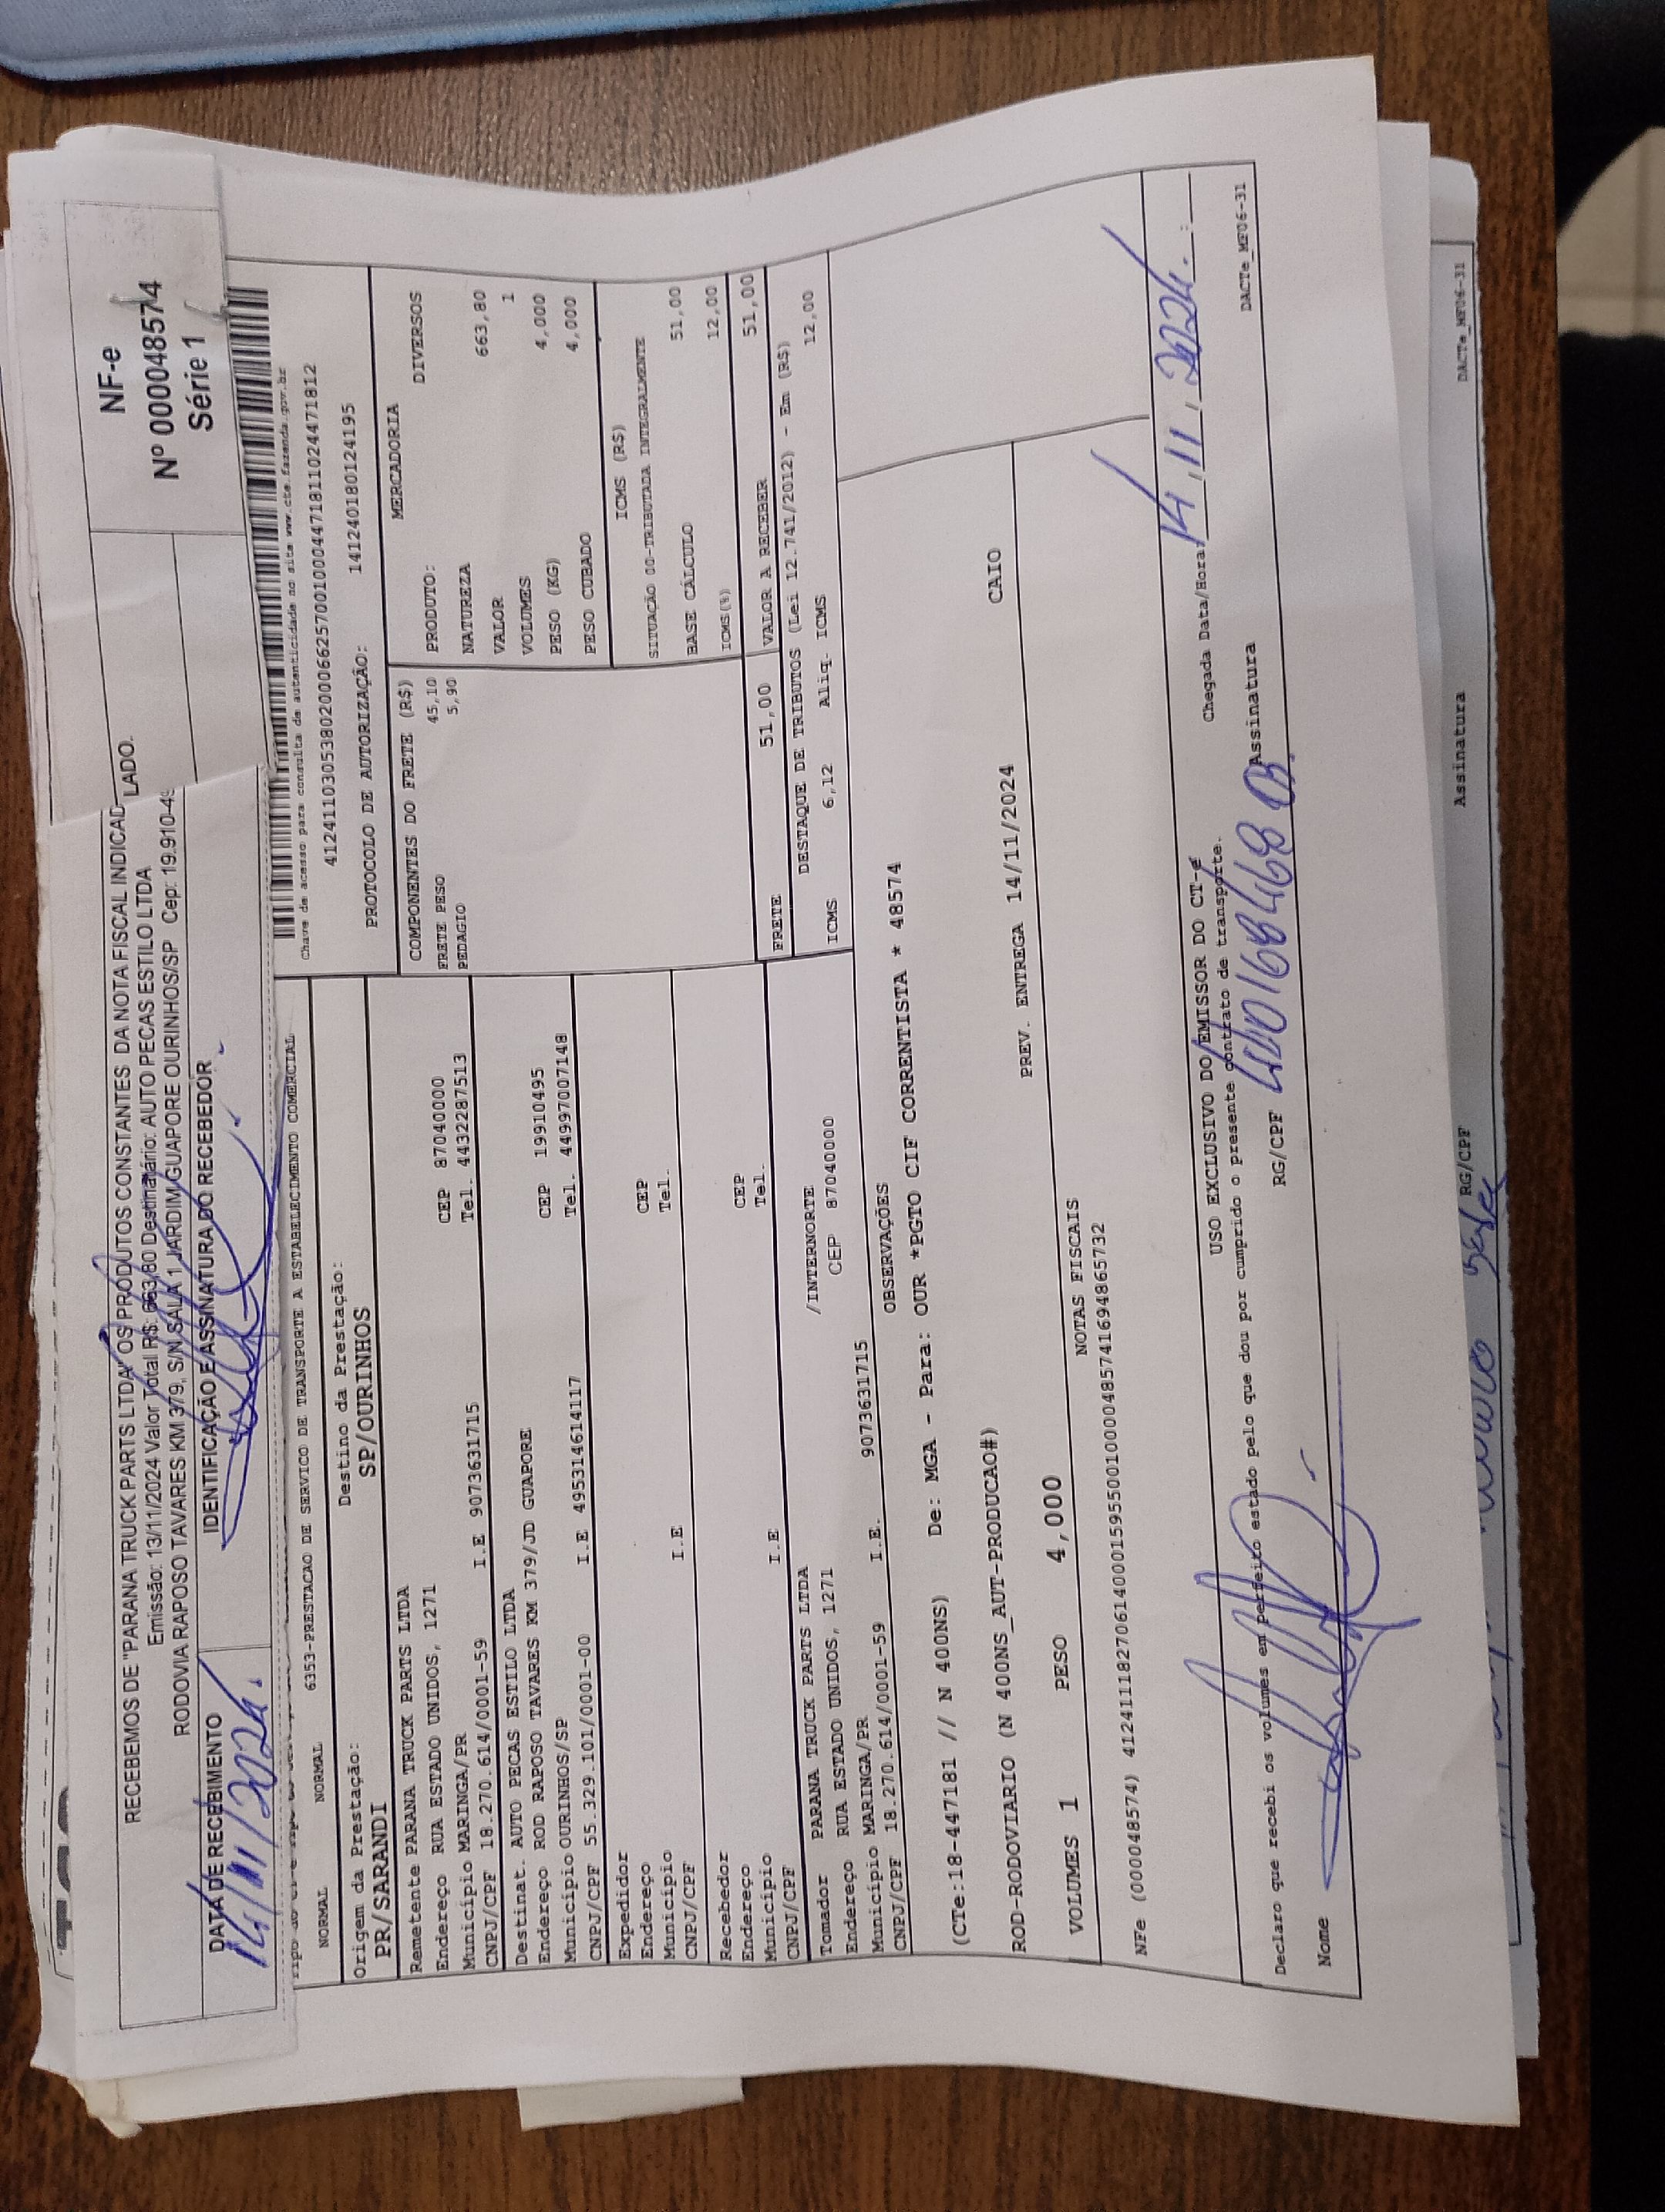 RECEBEMOS DE "PARANA TRUCK PARTS LTDA" OS PRODUTOS CONSTANTES DA NOTA FISCAL INDICAD LADO.
Emissão: 13/11/2024 Valor Total R$: 663,80 Destinatário: AUTO PECAS ESTILO LTDA
RODOVIA RAPOSO TAVARES KM 379, S/N SALA 1 JARDIM GUAPORE OURINHOS/SP Cep: 19.910-49
NF-e
Nº 000048574
Série 1
DATA DE RECEBIMENTO
14/11/2024.
IDENTIFICAÇÃO E ASSINATURA DO RECEBEDOR
NORMAL NORMAL 6353-PRESTACAO DE SERVICO DE TRANSPORTE A ESTABELECIMENTO COMERCIAL
Chave de acesso para consulta de autenticidade no site www.cte.fazenda.gov.br
41241103053802000662570010004471811024471812
Origem da Prestação: Destino da Prestação:
PR/SARANDI SP/OURINHOS
PROTOCOLO DE AUTORIZAÇÃO: 141240180124195
Remetente PARANA TRUCK PARTS LTDA
Endereço RUA ESTADO UNIDOS, 1271 CEP 87040000
Município MARINGA/PR Tel. 4432287513
CNPJ/CPF 18.270.614/0001-59 I.E 9073631715
Destinat. AUTO PECAS ESTILO LTDA
Endereço ROD RAPOSO TAVARES KM 379/JD GUAPORE CEP 19910495
Município OURINHOS/SP Tel. 44997007148
CNPJ/CPF 55.329.101/0001-00 I.E 495314614117
Expedidor
Endereço CEP
Município Tel.
CNPJ/CPF I.E
Recebedor
Endereço CEP
Município Tel.
CNPJ/CPF I.E
Tomador PARANA TRUCK PARTS LTDA /INTERNORTE
Endereço RUA ESTADO UNIDOS, 1271 CEP 87040000
Município MARINGA/PR
CNPJ/CPF 18.270.614/0001-59 I.E. 9073631715
COMPONENTES DO FRETE (R$)
FRETE PESO 45,10
PEDAGIO 5,90
FRETE 51,00
MERCADORIA
PRODUTO: DIVERSOS
NATUREZA
VALOR 663,80
VOLUMES 1
PESO (KG) 4,000
PESO CUBADO 4,000
ICMS (R$)
SITUAÇÃO 00-TRIBUTADA INTEGRALMENTE
BASE CÁLCULO 51,00
ICMS(%) 12,00
VALOR A RECEBER 51,00
DESTAQUE DE TRIBUTOS (Lei 12.741/2012) - Em (R$)
ICMS 6,12 Aliq. ICMS 12,00
OBSERVAÇÕES
(CTe:18-447181 // N 400NS) De: MGA - Para: OUR *PGTO CIF CORRENTISTA * 48574
ROD-RODOVIARIO (N 400NS_AUT-PRODUCAO#) PREV. ENTREGA 14/11/2024 CAIO
VOLUMES 1 PESO 4,000
NOTAS FISCAIS
NFe (000048574) 41241118270614000159550010000485741694865732
USO EXCLUSIVO DO EMISSOR DO CT-e
Declaro que recebi os volumes em perfeito estado pelo que dou por cumprido o presente contrato de transporte.
Chegada Data/Hora: 14/11/2024.
Nome RG/CPF Assinatura
DACTe_MF06-31
RG/CPF Assinatura DACTe_MF06-31